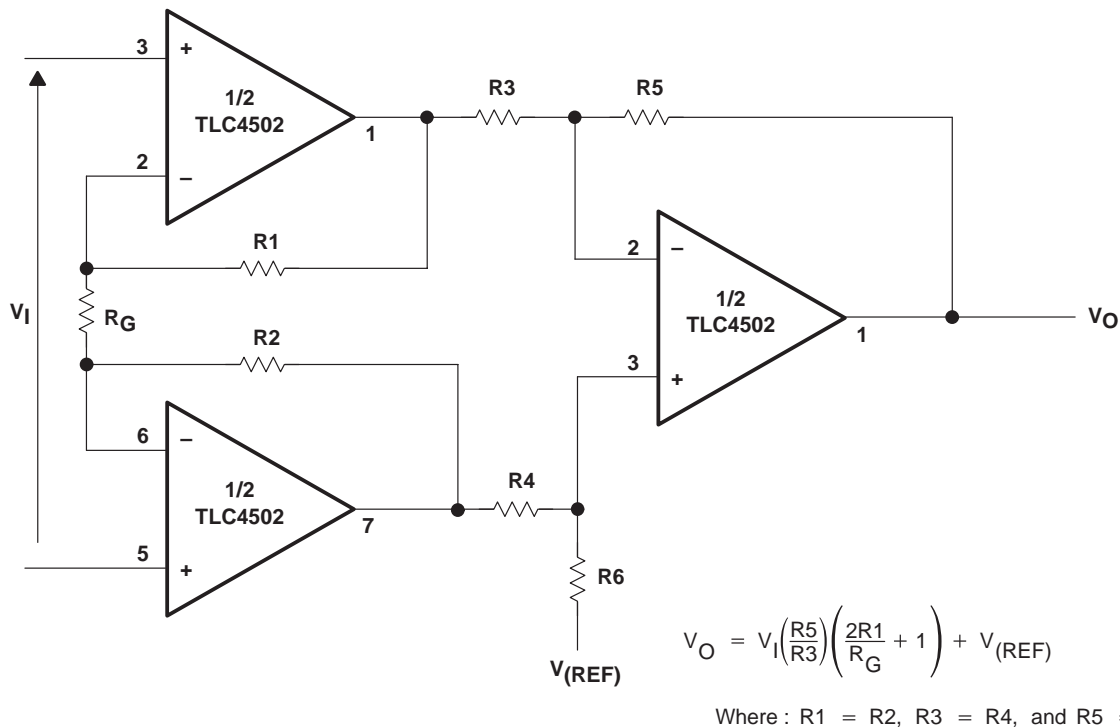 3
+
1/2
TLC4502
1
2
–
R3
R5
R1
VI
RG
R2
2
–
1/2
TLC4502
1
3
+
VO
6
–
1/2
TLC4502
7
5
+
R4
R6
V(REF)
VO = VI(R5/R3)(2R1/RG + 1) + V(REF)
Where : R1 = R2, R3 = R4, and R5